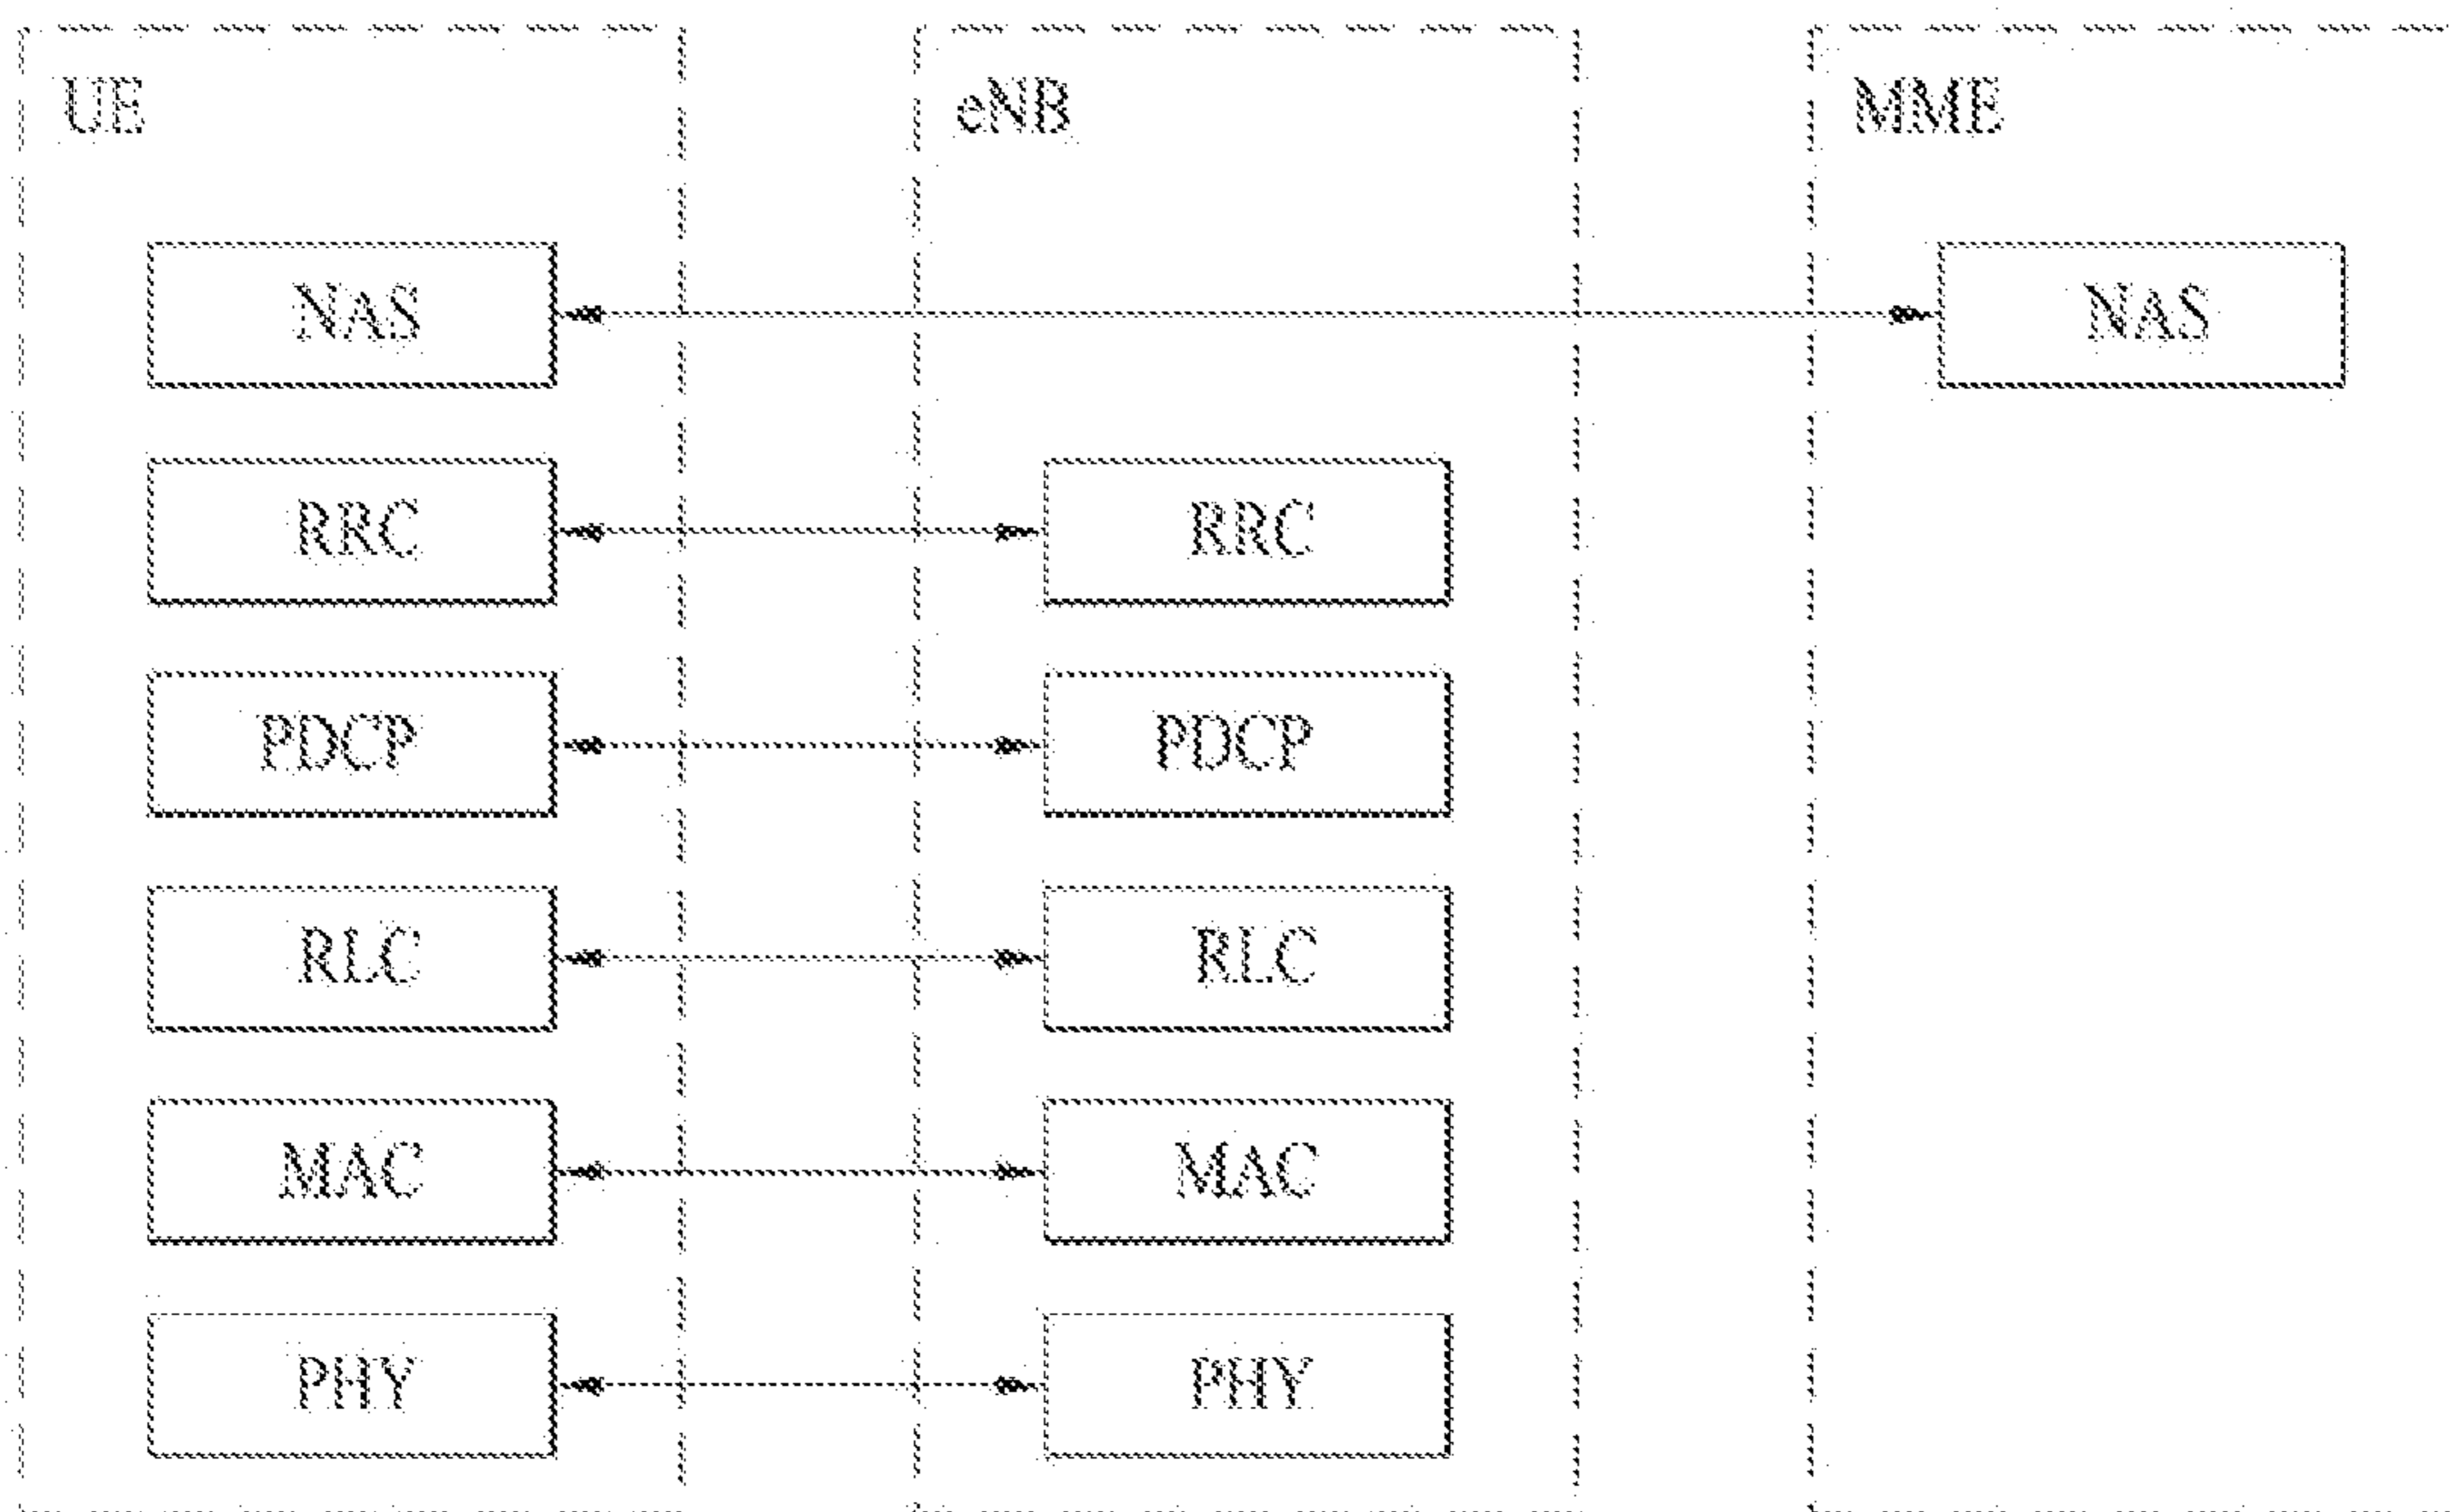 UE eNB MME
NAS NAS
RRC RRC
PDCP PDCP
RLC RLC
MAC MAC
PHY PHY